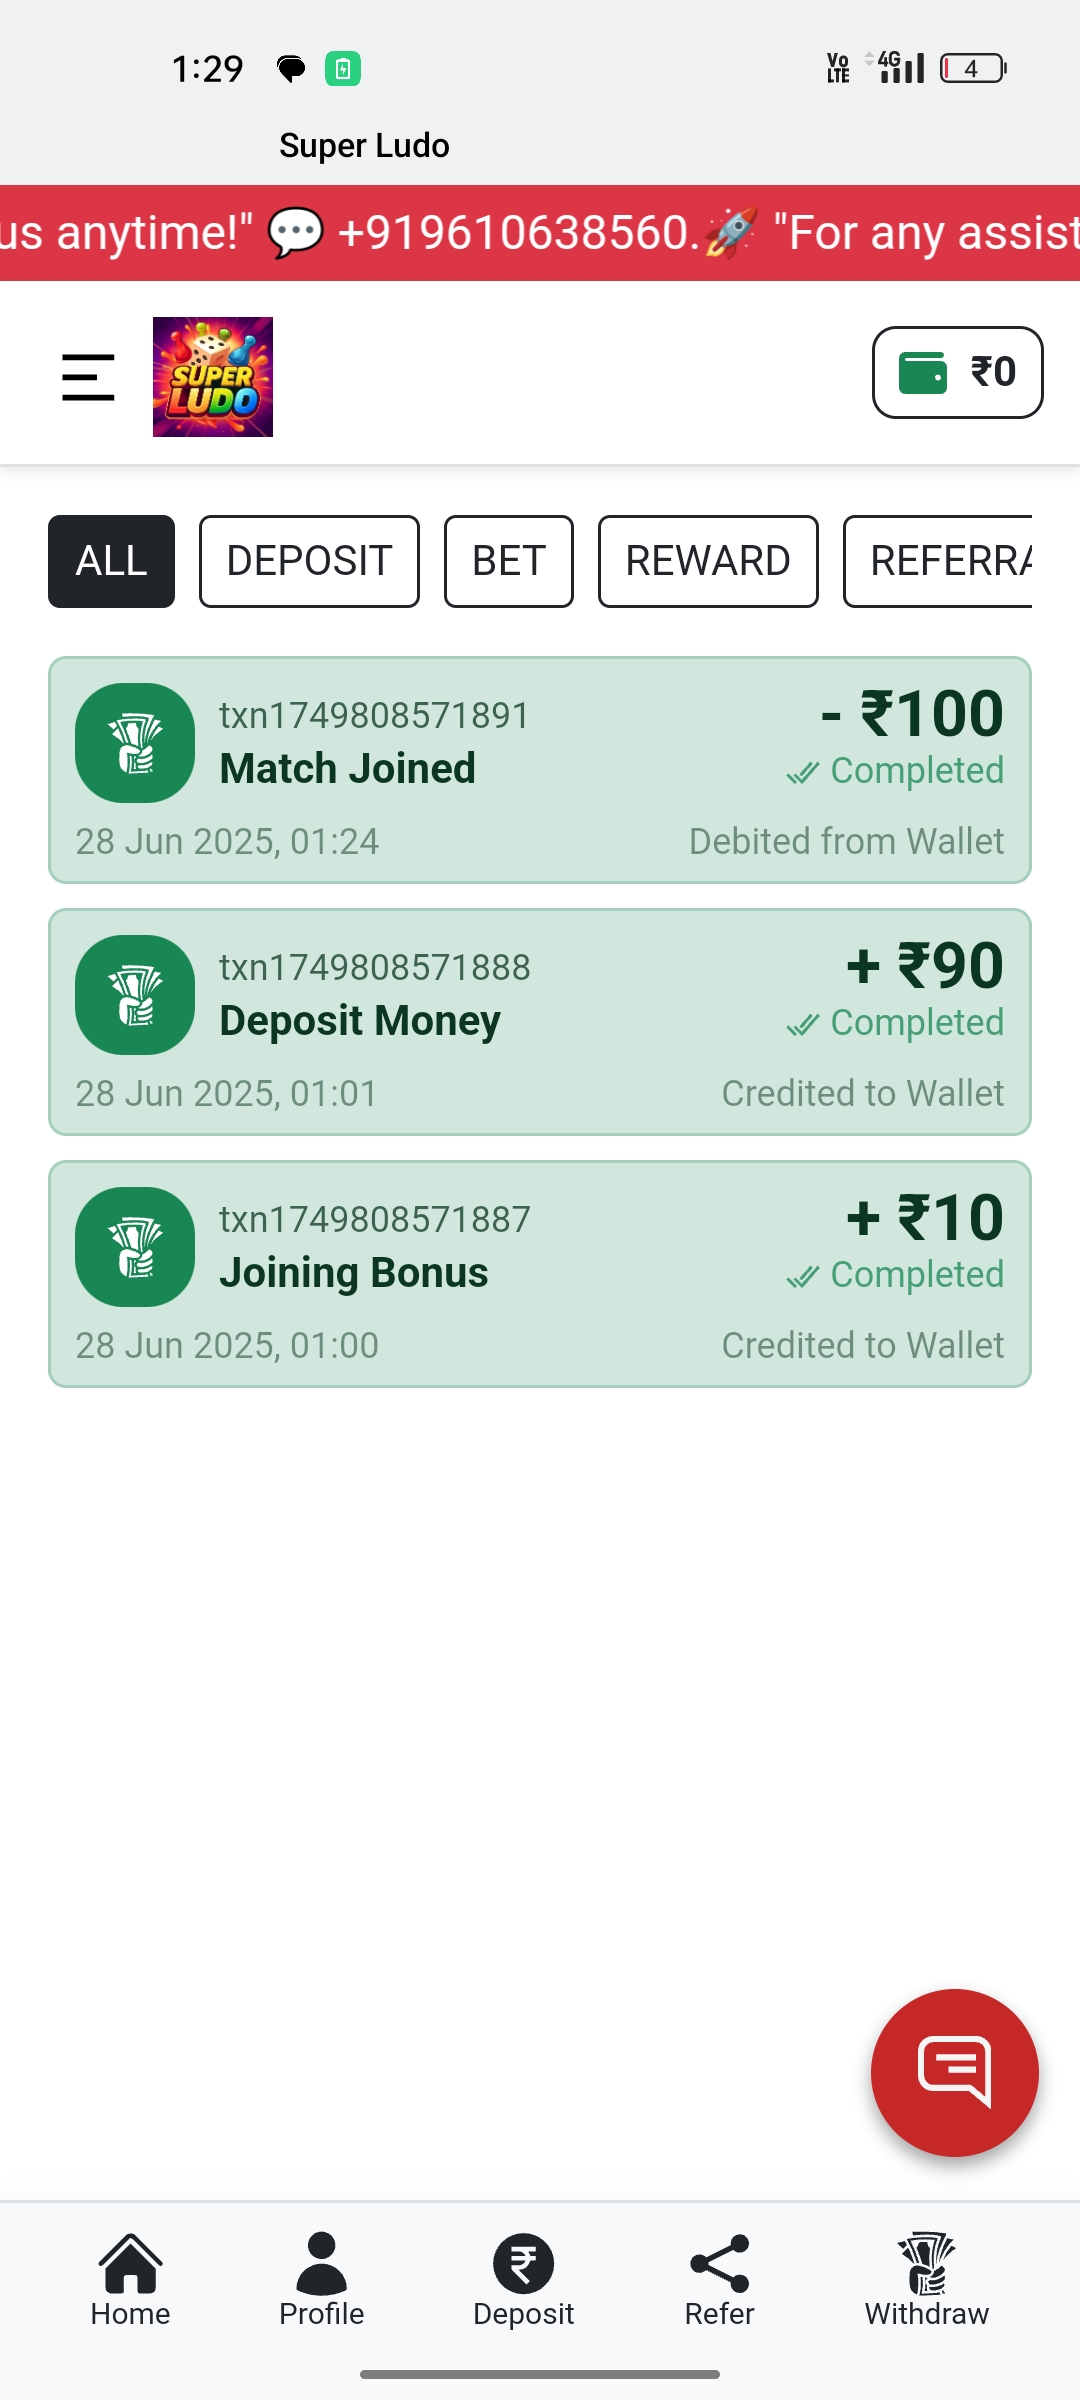 1:29
Vo LTE 4G 4
Super Ludo
us anytime!" 💬 +919610638560.🚀 "For any assist
SUPER
LUDO
₹0
ALL DEPOSIT BET REWARD REFERRA
txn1749808571891
- ₹100
Match Joined
Completed
28 Jun 2025, 01:24
Debited from Wallet
txn1749808571888
+ ₹90
Deposit Money
Completed
28 Jun 2025, 01:01
Credited to Wallet
txn1749808571887
+ ₹10
Joining Bonus
Completed
28 Jun 2025, 01:00
Credited to Wallet
Home Profile Deposit Refer Withdraw